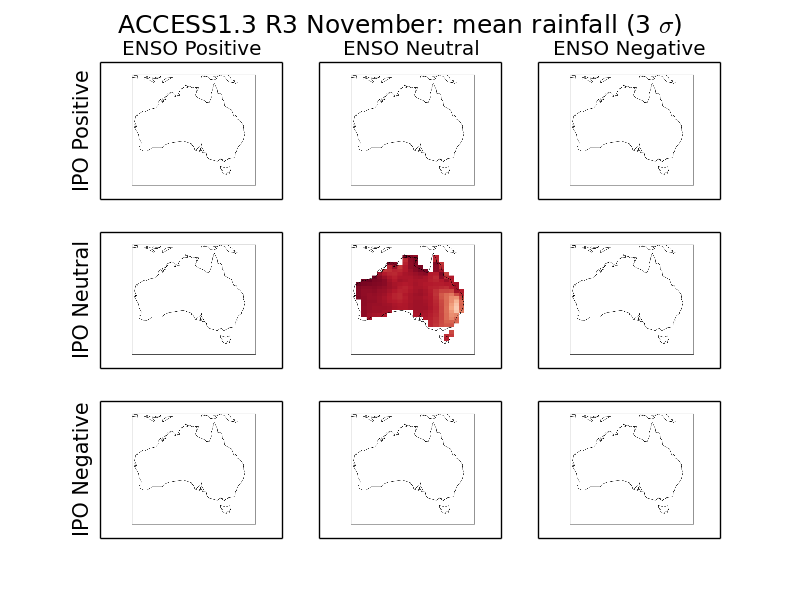 ACCESS1.3 R3 November: mean rainfall (3 σ)
ENSO Positive ENSO Neutral ENSO Negative
IPO Positive
IPO Neutral
IPO Negative